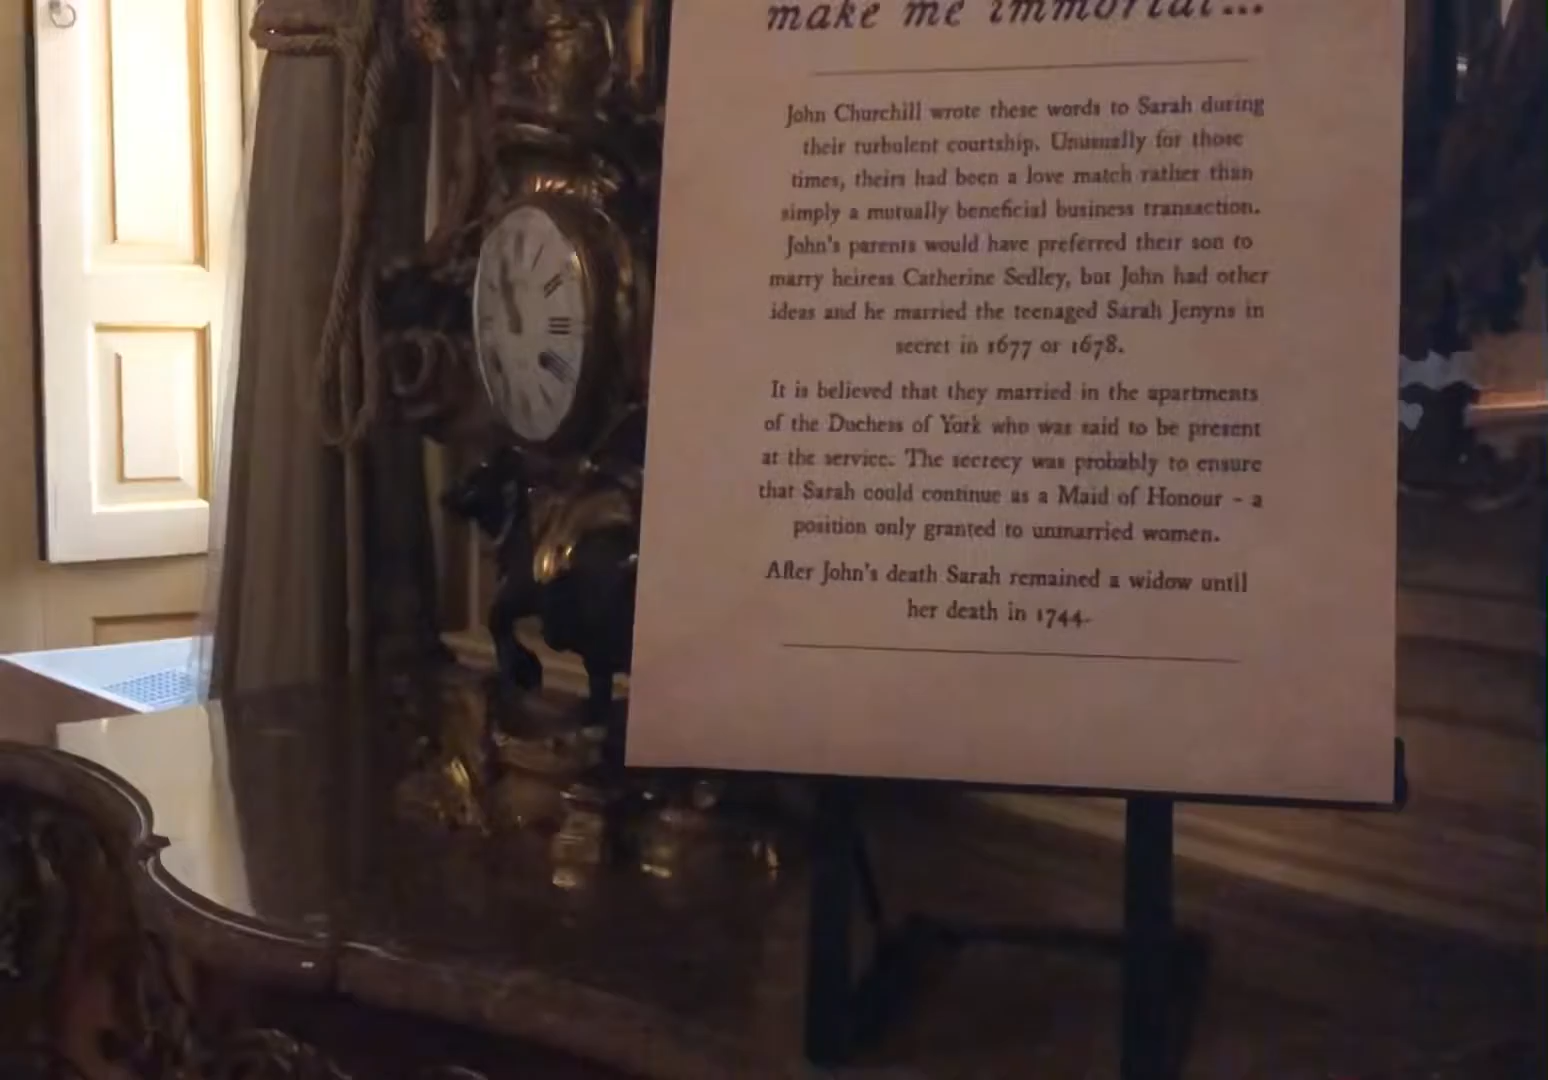 make me immortal...
John Churchill wrote these words to Sarah during
their turbulent courtship. Unusually for those
times, theirs had been a love match rather than
simply a mutually beneficial business transaction.
John's parents would have preferred their son to
marry heiress Catherine Sedley, but John had other
ideas and he married the teenaged Sarah Jenyns in
secret in 1677 or 1678.
It is believed that they married in the apartments
of the Duchess of York who was said to be present
at the service. The secrecy was probably to ensure
that Sarah could continue as a Maid of Honour - a
position only granted to unmarried women.
After John's death Sarah remained a widow until
her death in 1744.